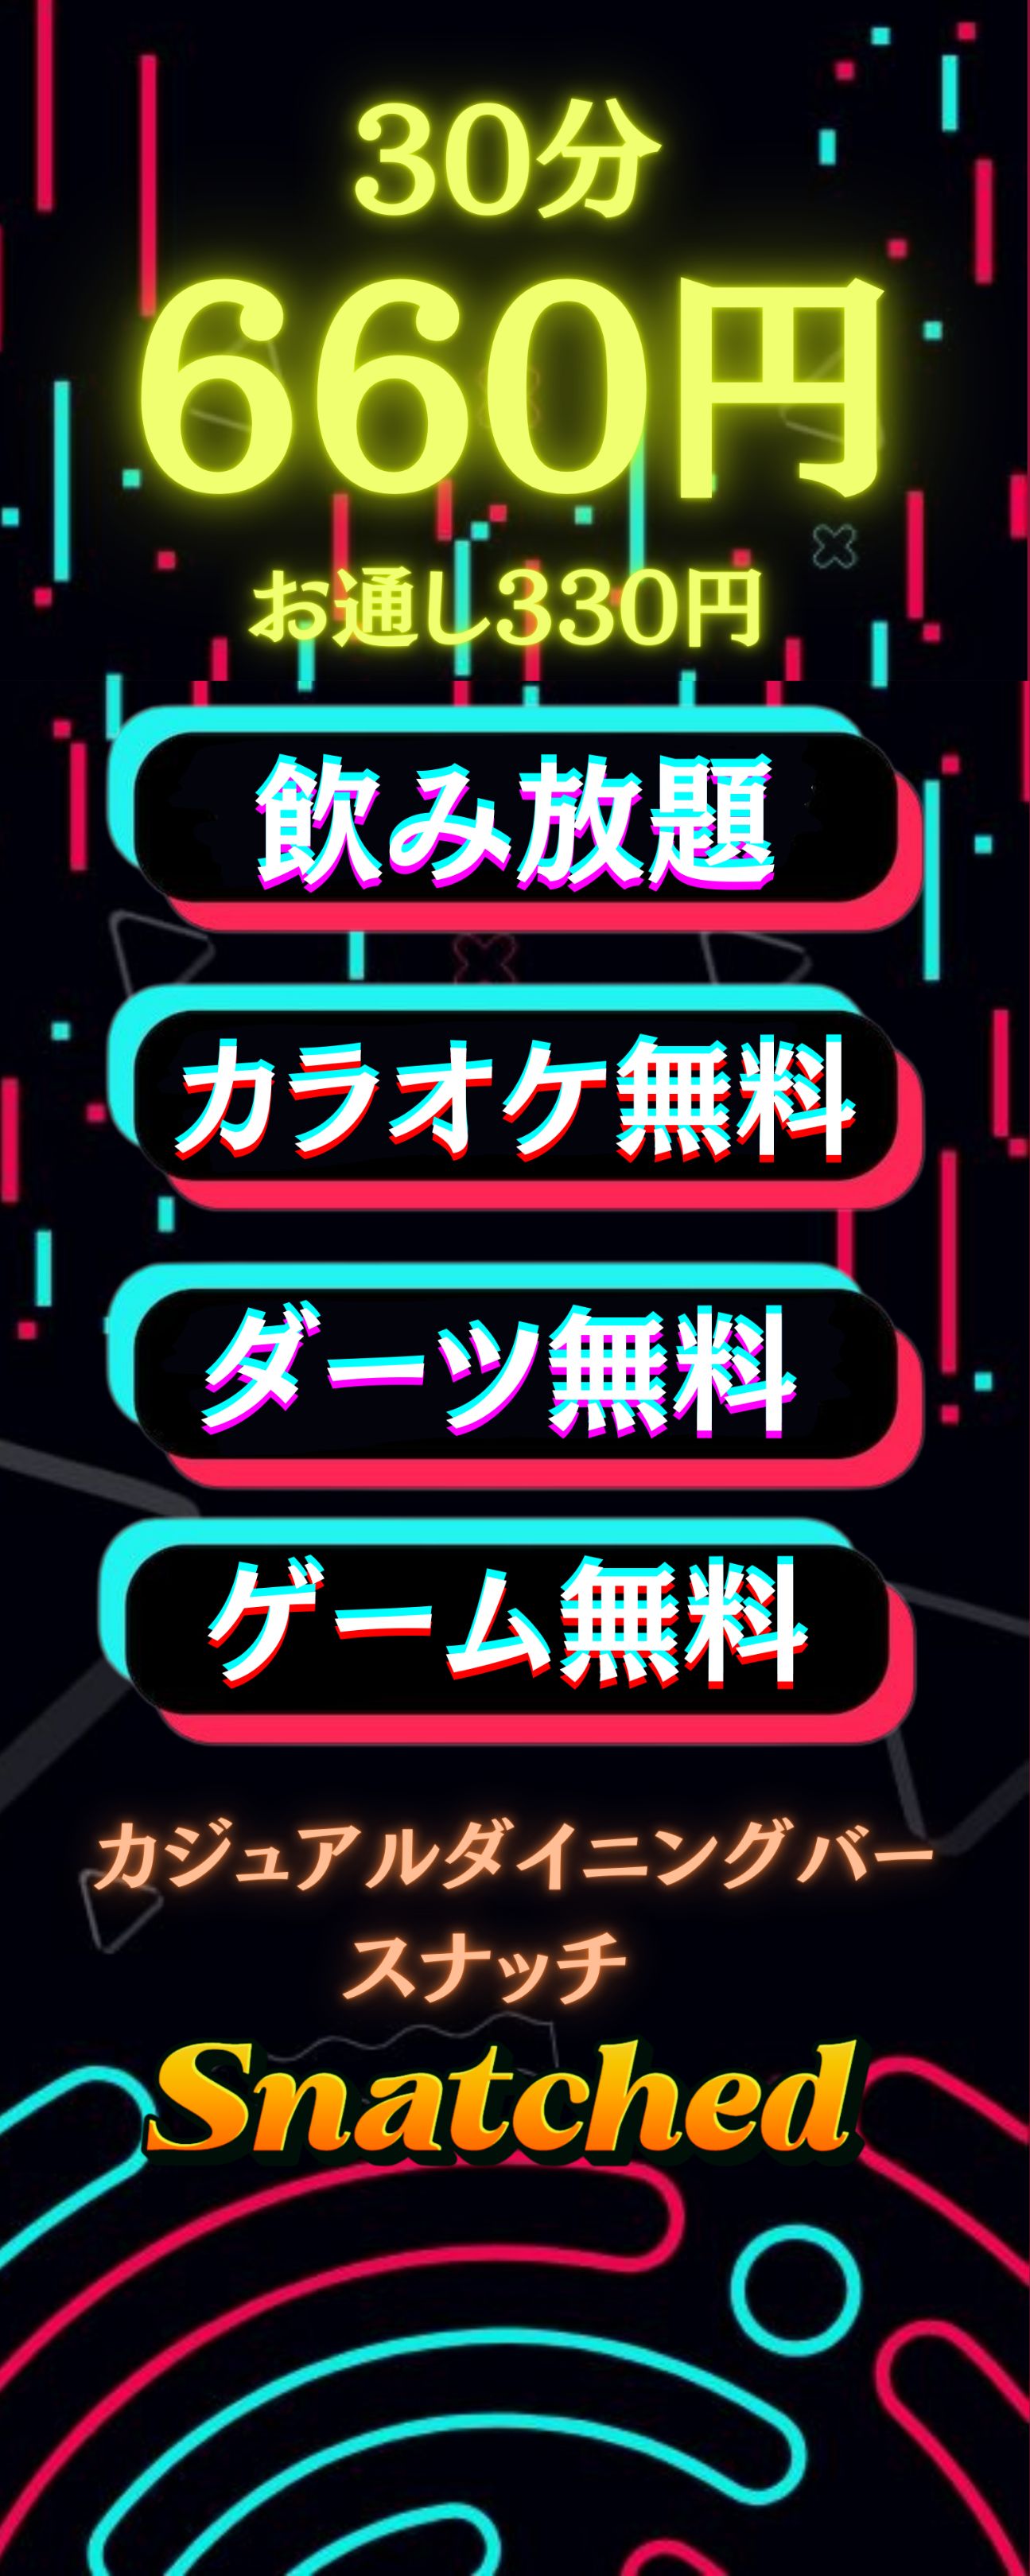 30分
660円
お通し330円
飲み放題
カラオケ無料
ダーツ無料
ゲーム無料
カジュアルダイニングバー
スナッチ
Snatched